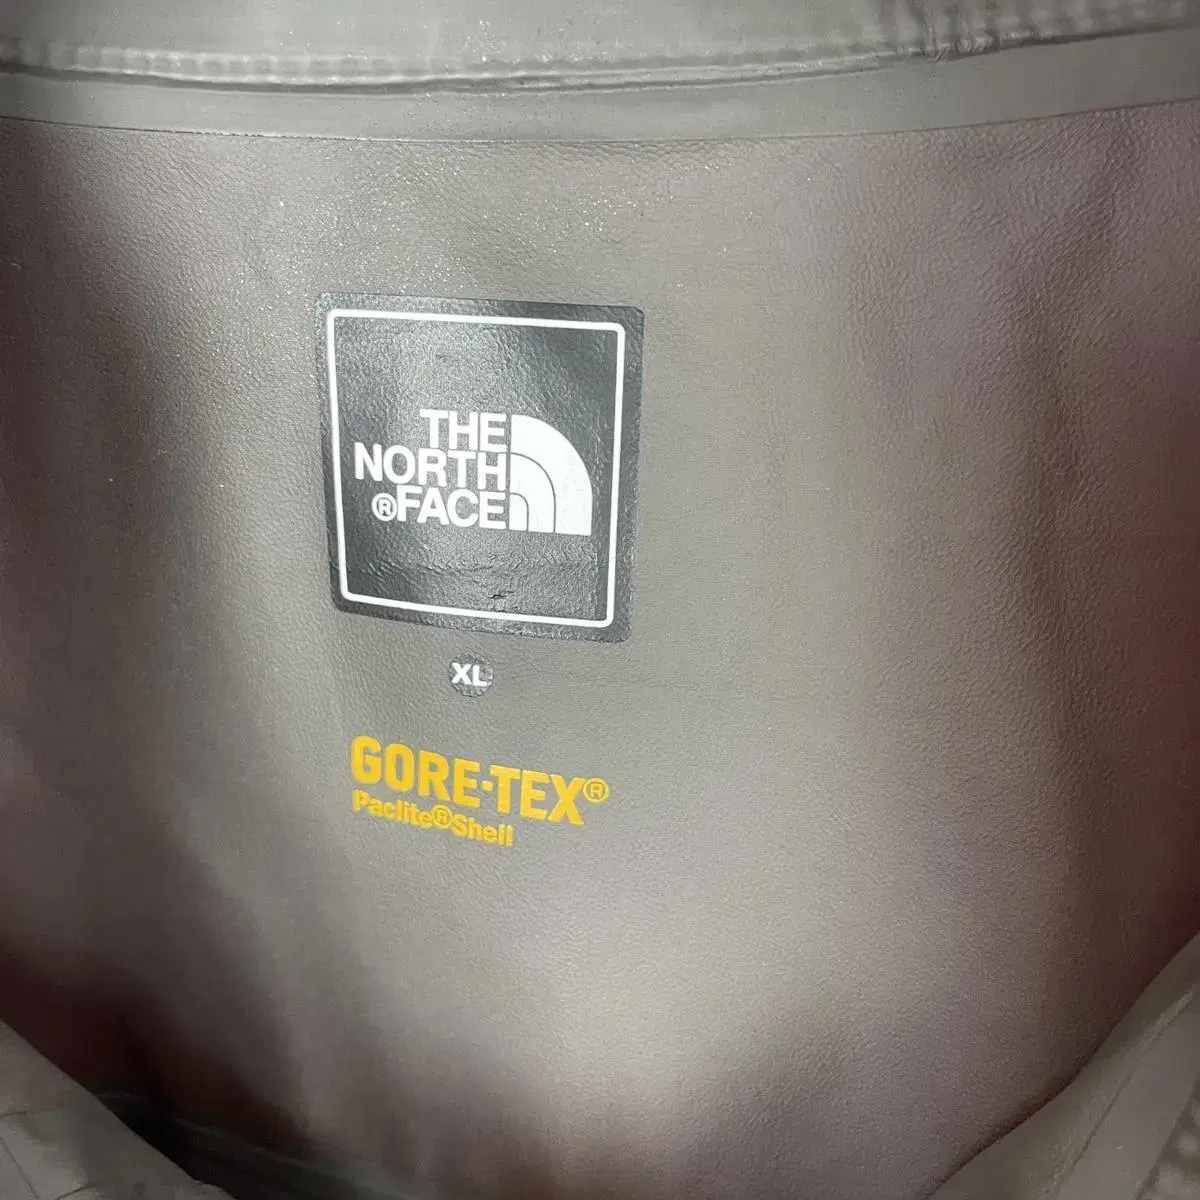 THE
NORTH
®FACE
XL
GORE-TEX®
Paclite®Shell